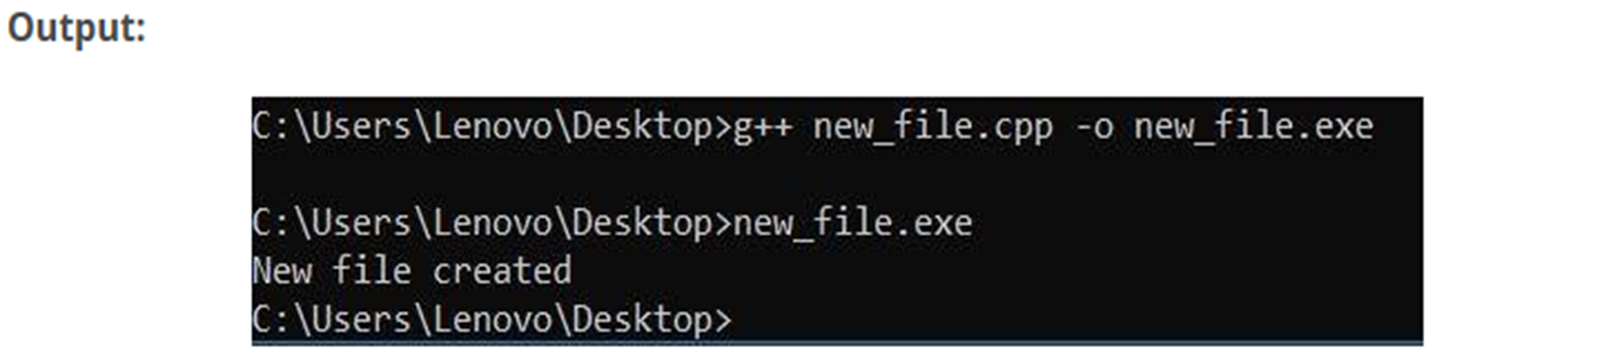 Output:
C:\Users\Lenovo\Desktop>g++ new_file.cpp -o new_file.exe
C:\Users\Lenovo\Desktop>new_file.exe
New file created
C:\Users\Lenovo\Desktop>